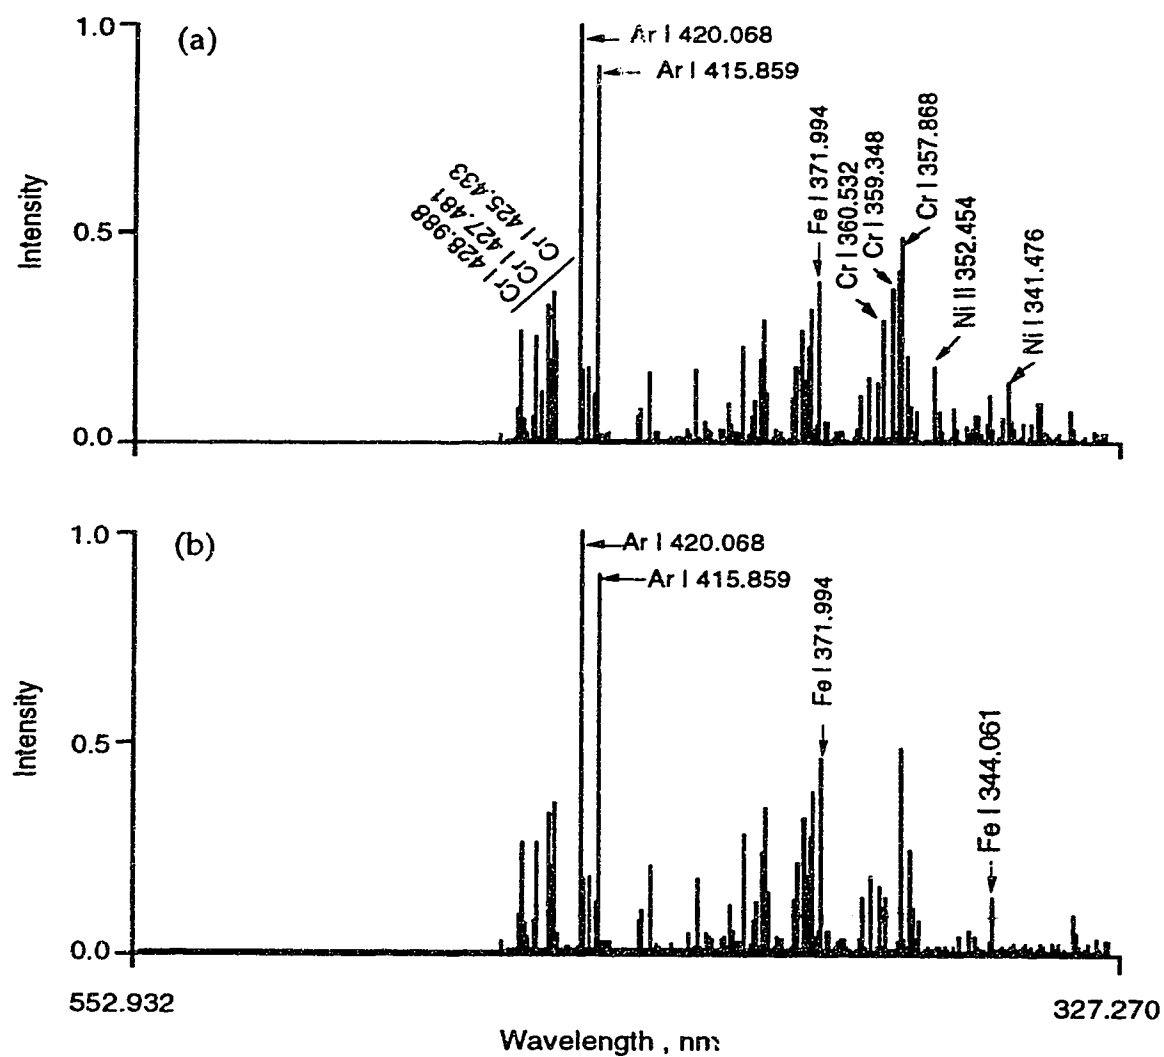 1.0
(a)
Ar I 420.068
Ar I 415.859
Cr I 428.988
Cr I 427.481
Cr I 425.433
Fe I 371.994
Cr I 360.532
Cr I 359.348
Cr I 357.868
Ni II 352.454
Ni I 341.476
Intensity
0.5
0.0
1.0
(b)
Ar I 420.068
Ar I 415.859
Fe I 371.994
Fe I 344.061
Intensity
0.5
0.0
552.932
327.270
Wavelength , nm